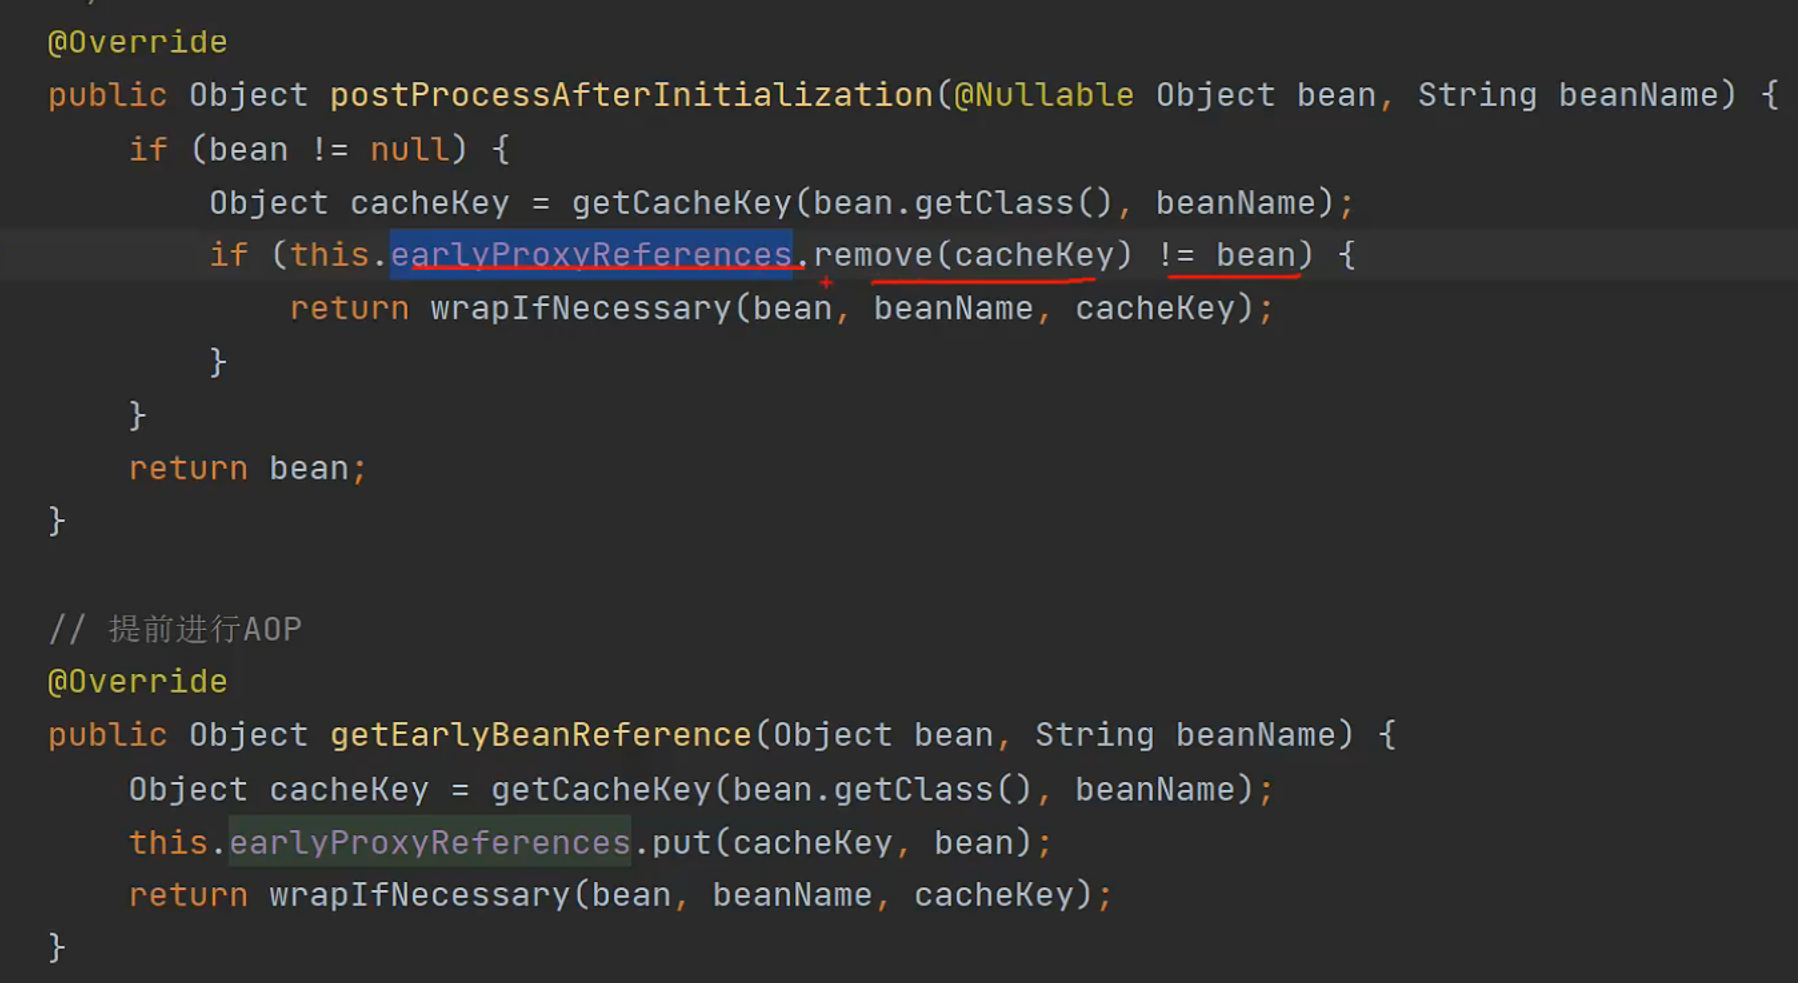 @Override
public Object postProcessAfterInitialization(@Nullable Object bean, String beanName) {
if (bean != null) {
Object cacheKey = getCacheKey(bean.getClass(), beanName);
if (this.earlyProxyReferences.remove(cacheKey) != bean) {
return wrapIfNecessary(bean, beanName, cacheKey);
}
}
return bean;
}
// 提前进行AOP
@Override
public Object getEarlyBeanReference(Object bean, String beanName) {
Object cacheKey = getCacheKey(bean.getClass(), beanName);
this.earlyProxyReferences.put(cacheKey, bean);
return wrapIfNecessary(bean, beanName, cacheKey);
}